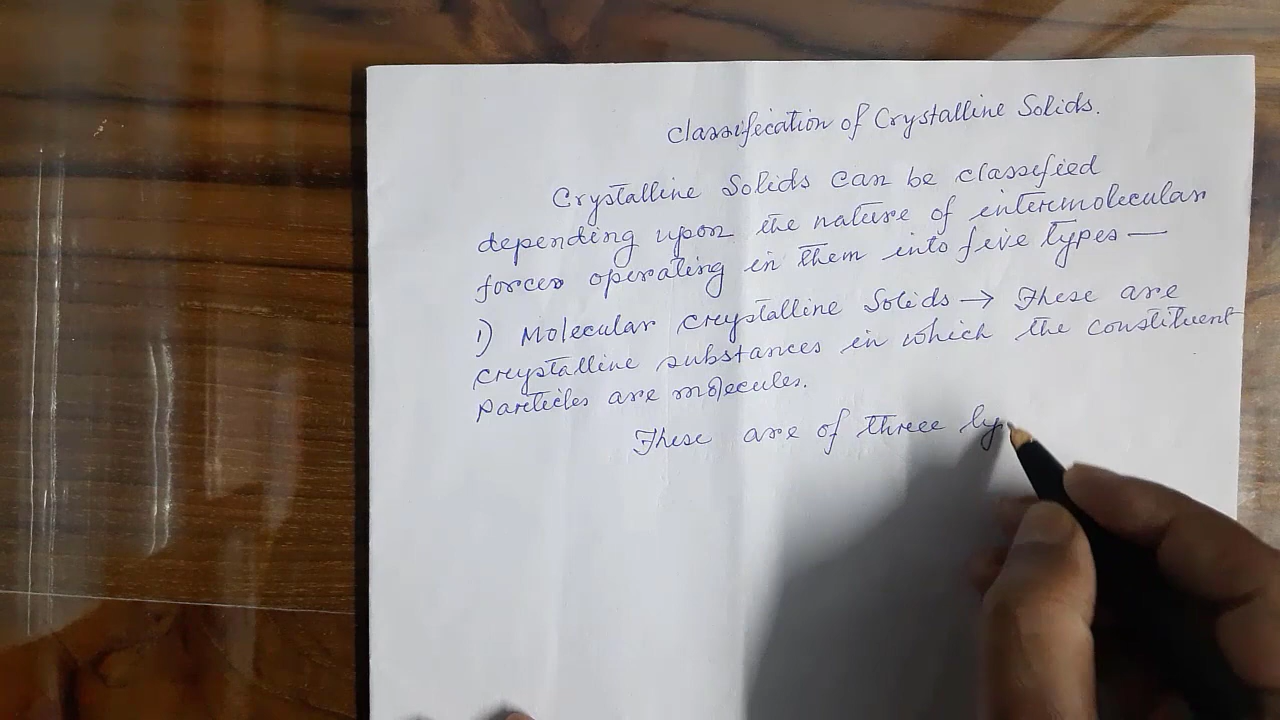 Classification of Crystalline Solids.
Crystalline Solids can be classified
depending upon the nature of intermolecular
forces operating in them into five types —
1) Molecular crystalline Solids → These are
crystalline substances in which the constituent
particles are molecules.
These are of three ty